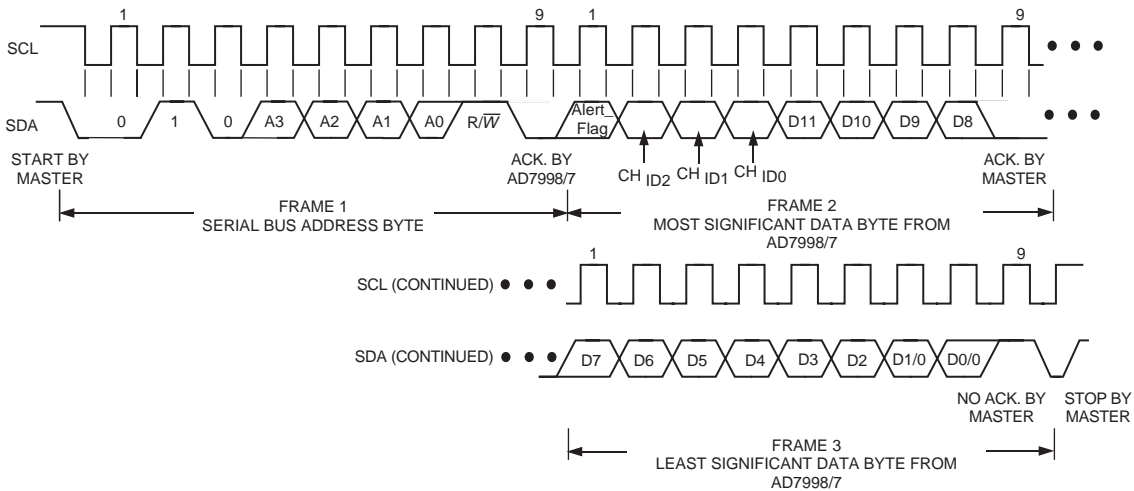 1 9 1 9
SCL
SDA 0 1 0 A3 A2 A1 A0 R/W Alert_ Flag D11 D10 D9 D8
START BY
MASTER
ACK. BY
AD7998/7
CH ID2 CH ID1 CH ID0
ACK. BY
MASTER
FRAME 1
SERIAL BUS ADDRESS BYTE
FRAME 2
MOST SIGNIFICANT DATA BYTE FROM
AD7998/7
1 9
SCL (CONTINUED)
SDA (CONTINUED) D7 D6 D5 D4 D3 D2 D1/0 D0/0
NO ACK. BY
MASTER
STOP BY
MASTER
FRAME 3
LEAST SIGNIFICANT DATA BYTE FROM
AD7998/7